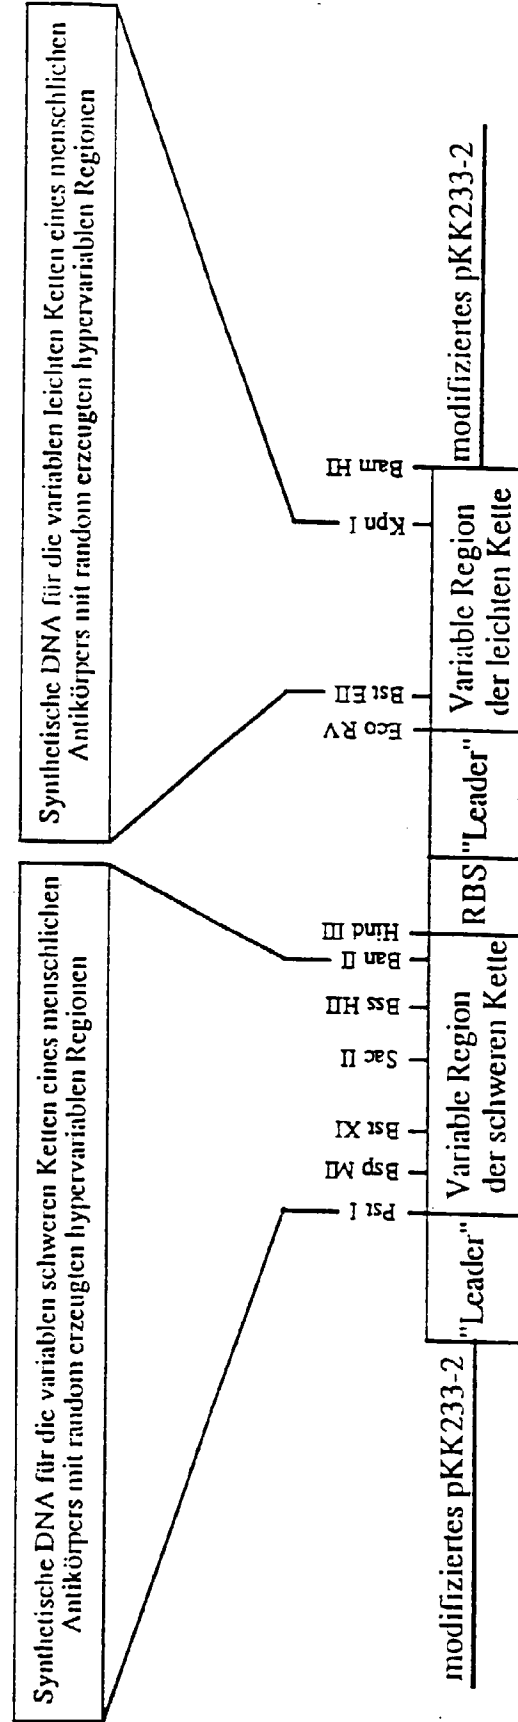 Synthetische DNA für die variablen schweren Ketten eines menschlichen
Antikörpers mit random erzeugten hypervariablen Regionen
Synthetische DNA für die variablen leichten Ketten eines menschlichen
Antikörpers mit random erzeugten hypervariablen Regionen
Pst I
Bsp MI
Bst XI
Sac II
Bss HII
Ban II
Hind III
Eco RV
Bst EII
Kpn I
Bam HI
modifiziertes pKK233-2
"Leader"
Variable Region
der schweren Kette
RBS
"Leader"
Variable Region
der leichten Kette
modifiziertes pKK233-2